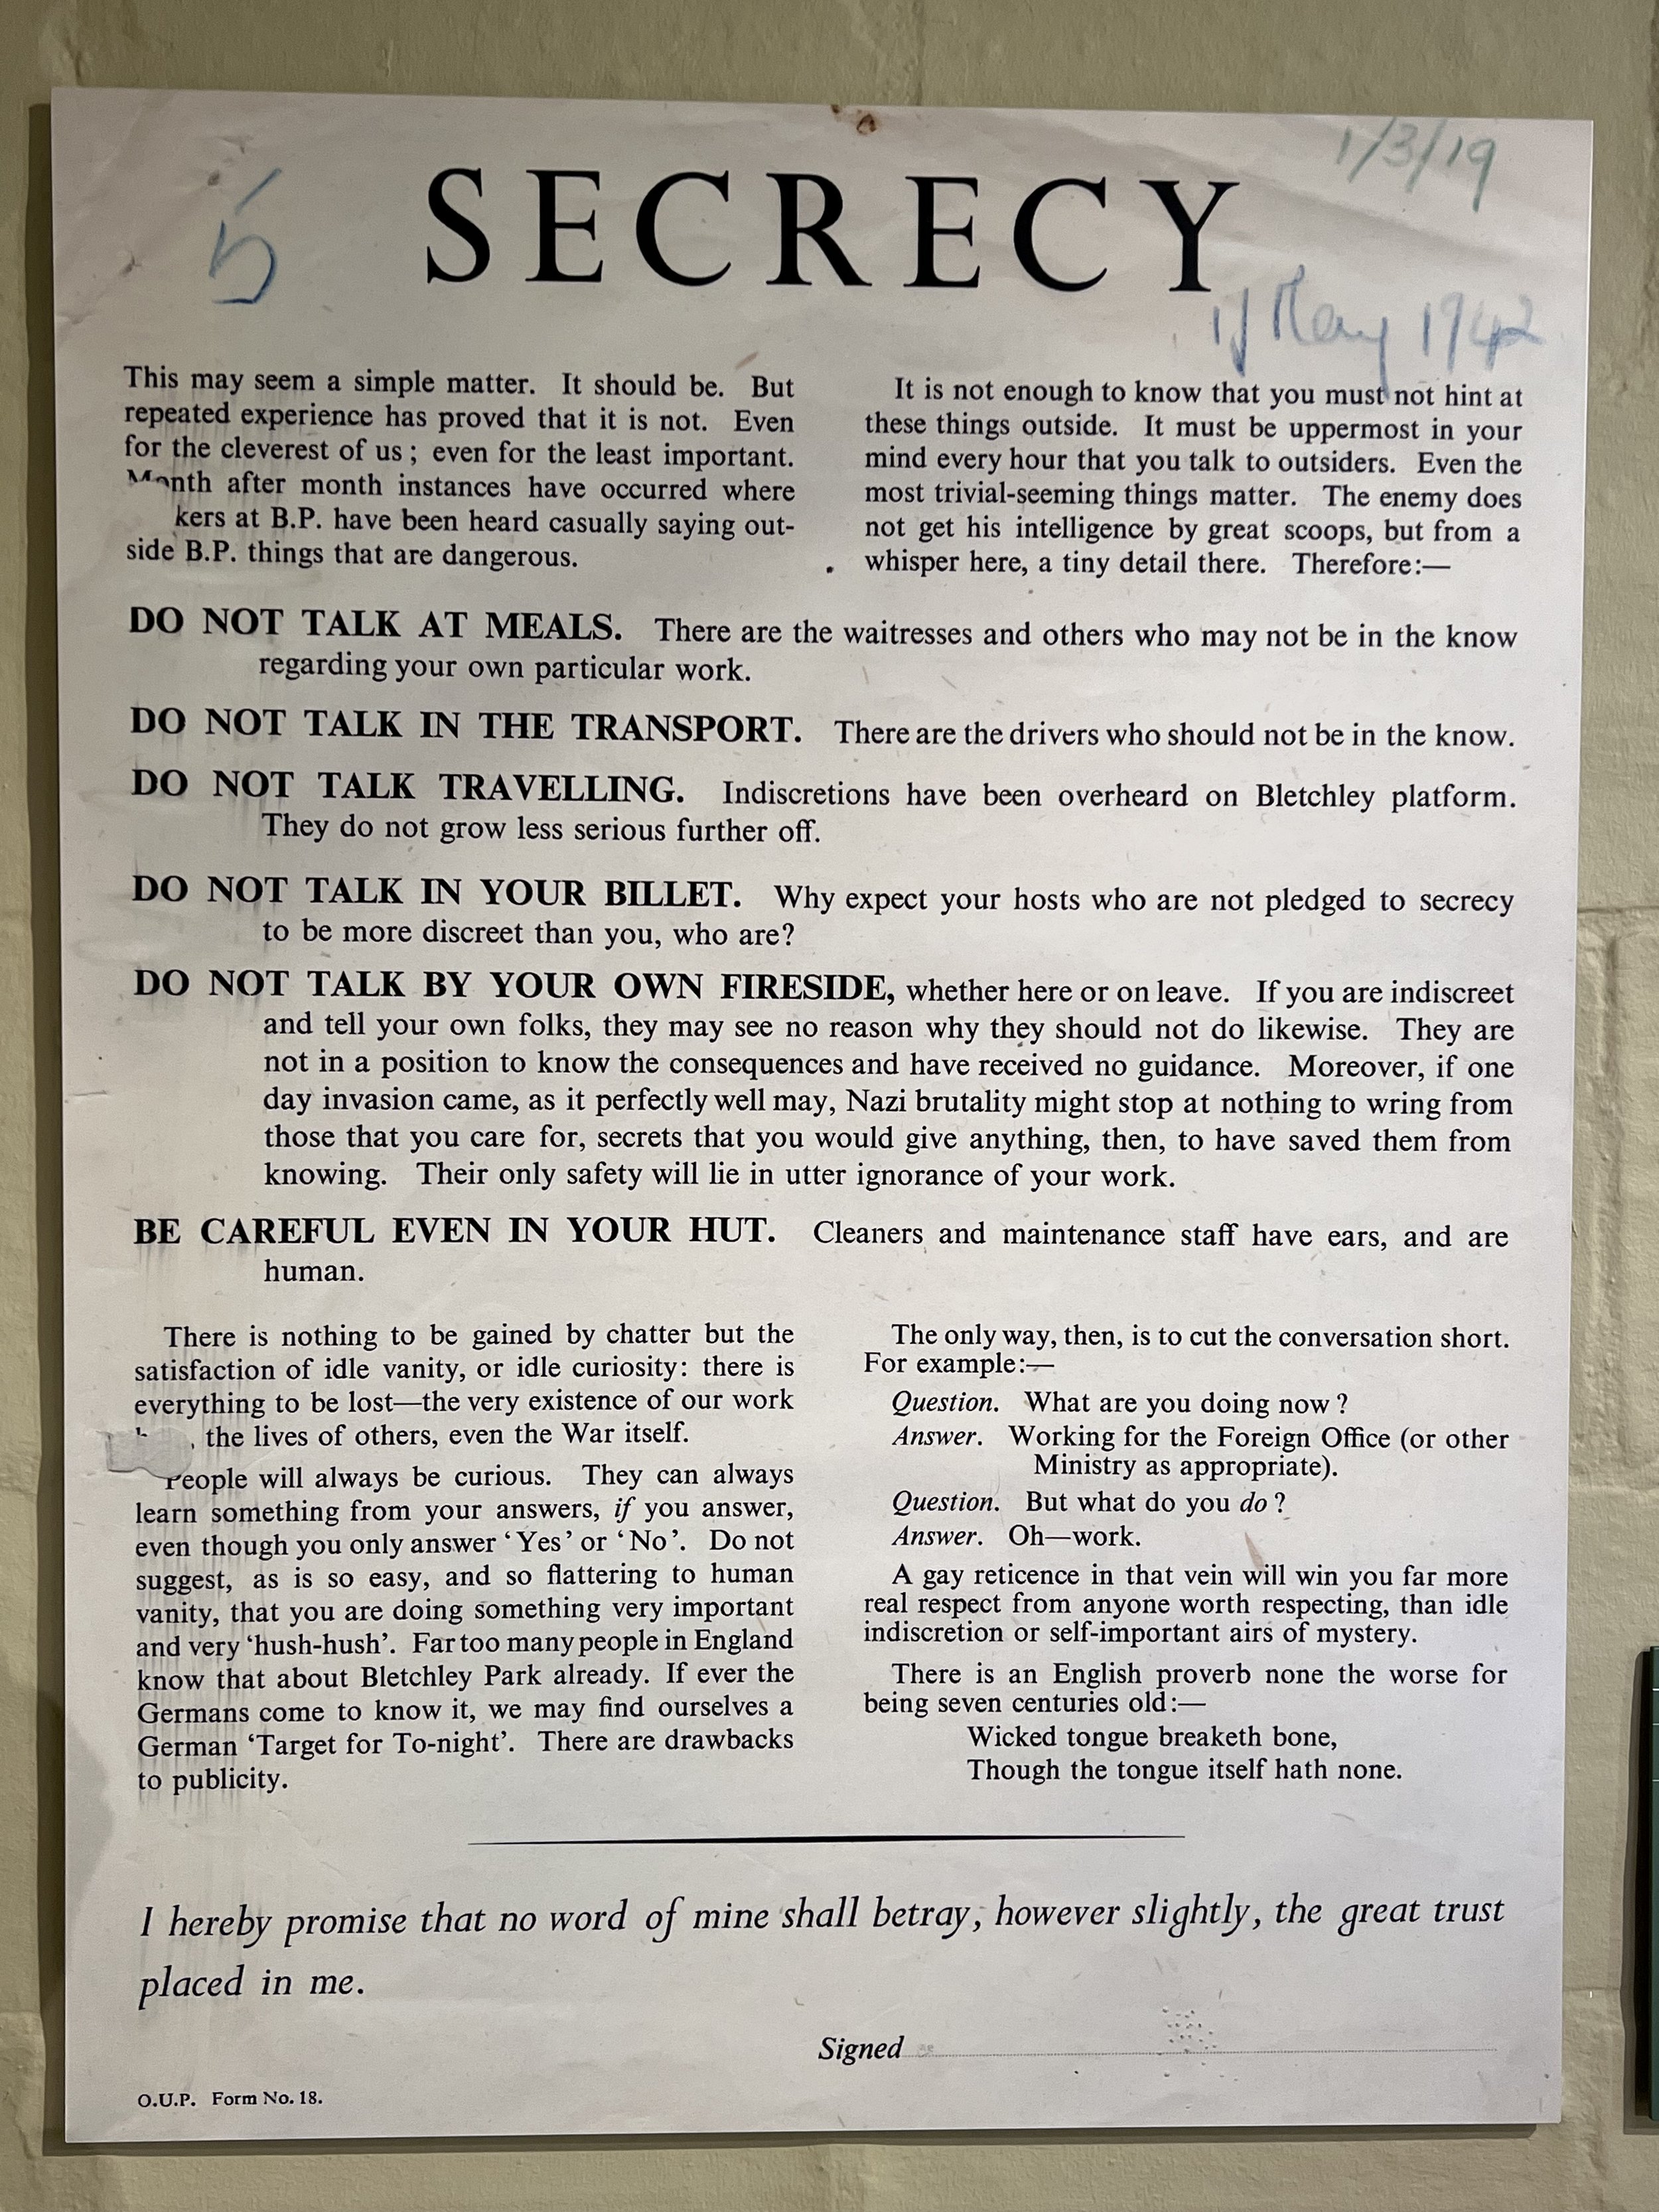 1/3/19
5
SECRECY
May 1942
This may seem a simple matter. It should be. But
repeated experience has proved that it is not. Even
for the cleverest of us ; even for the least important.
Month after month instances have occurred where
kers at B.P. have been heard casually saying out-
side B.P. things that are dangerous.
It is not enough to know that you must not hint at
these things outside. It must be uppermost in your
mind every hour that you talk to outsiders. Even the
most trivial-seeming things matter. The enemy does
not get his intelligence by great scoops, but from a
whisper here, a tiny detail there. Therefore:—
DO NOT TALK AT MEALS. There are the waitresses and others who may not be in the know
regarding your own particular work.
DO NOT TALK IN THE TRANSPORT. There are the drivers who should not be in the know.
DO NOT TALK TRAVELLING. Indiscretions have been overheard on Bletchley platform.
They do not grow less serious further off.
DO NOT TALK IN YOUR BILLET. Why expect your hosts who are not pledged to secrecy
to be more discreet than you, who are?
DO NOT TALK BY YOUR OWN FIRESIDE, whether here or on leave. If you are indiscreet
and tell your own folks, they may see no reason why they should not do likewise. They are
not in a position to know the consequences and have received no guidance. Moreover, if one
day invasion came, as it perfectly well may, Nazi brutality might stop at nothing to wring from
those that you care for, secrets that you would give anything, then, to have saved them from
knowing. Their only safety will lie in utter ignorance of your work.
BE CAREFUL EVEN IN YOUR HUT. Cleaners and maintenance staff have ears, and are
human.
There is nothing to be gained by chatter but the
satisfaction of idle vanity, or idle curiosity: there is
everything to be lost—the very existence of our work
, the lives of others, even the War itself.
People will always be curious. They can always
learn something from your answers, if you answer,
even though you only answer ‘Yes’ or ‘No’. Do not
suggest, as is so easy, and so flattering to human
vanity, that you are doing something very important
and very ‘hush-hush’. Far too many people in England
know that about Bletchley Park already. If ever the
Germans come to know it, we may find ourselves a
German ‘Target for To-night’. There are drawbacks
to publicity.
The only way, then, is to cut the conversation short.
For example:—
Question. What are you doing now ?
Answer. Working for the Foreign Office (or other
Ministry as appropriate).
Question. But what do you do ?
Answer. Oh—work.
A gay reticence in that vein will win you far more
real respect from anyone worth respecting, than idle
indiscretion or self-important airs of mystery.
There is an English proverb none the worse for
being seven centuries old:—
Wicked tongue breaketh bone,
Though the tongue itself hath none.
I hereby promise that no word of mine shall betray, however slightly, the great trust
placed in me.
Signed
O.U.P. Form No. 18.